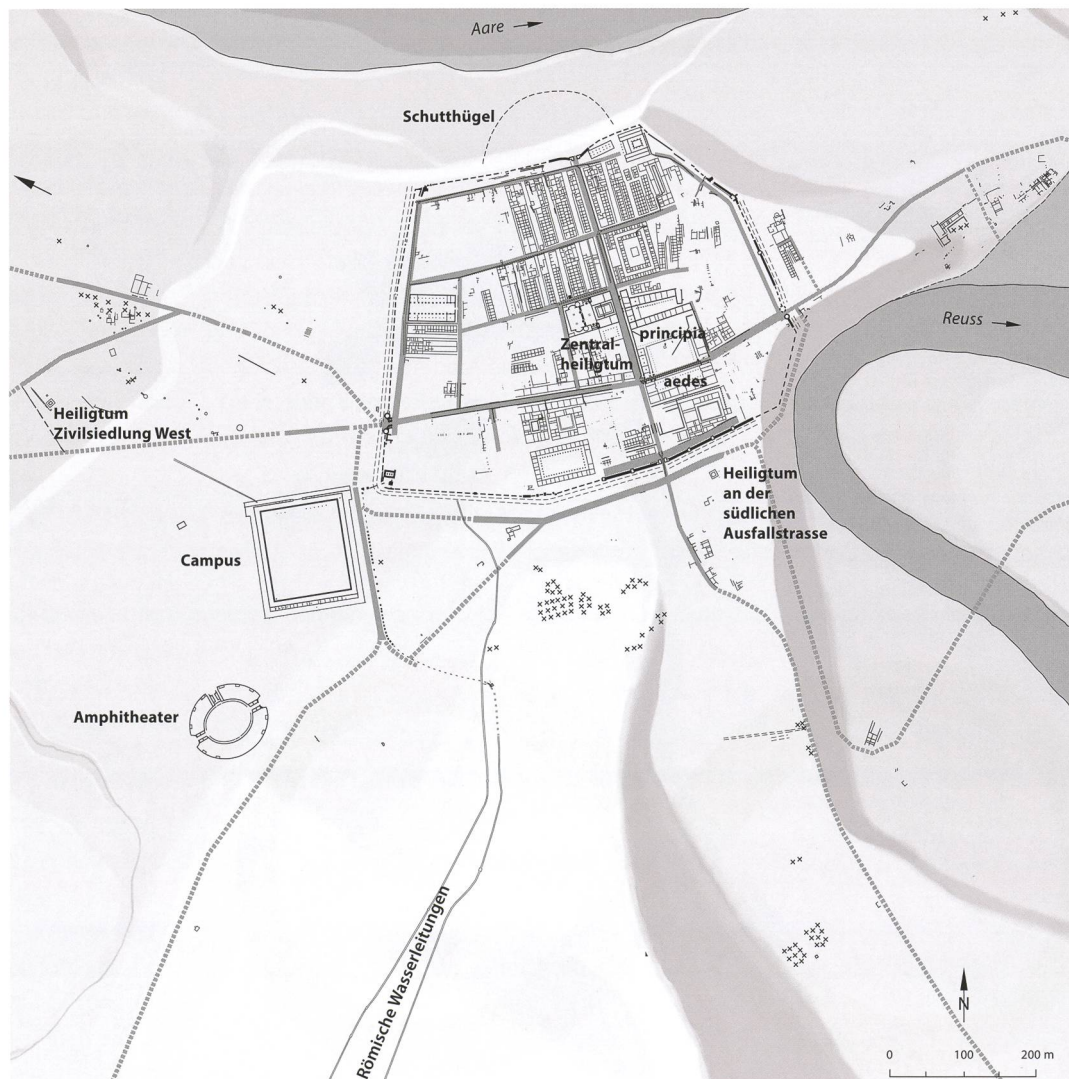 Aare
Schutthügel
Reuss
principia
Zentral-
heiligtum
aedes
Heiligtum
Zivilsiedlung West
Heiligtum
an der
südlichen
Ausfallstrasse
Campus
Amphitheater
Römische Wasserleitungen
N
0 100 200 m